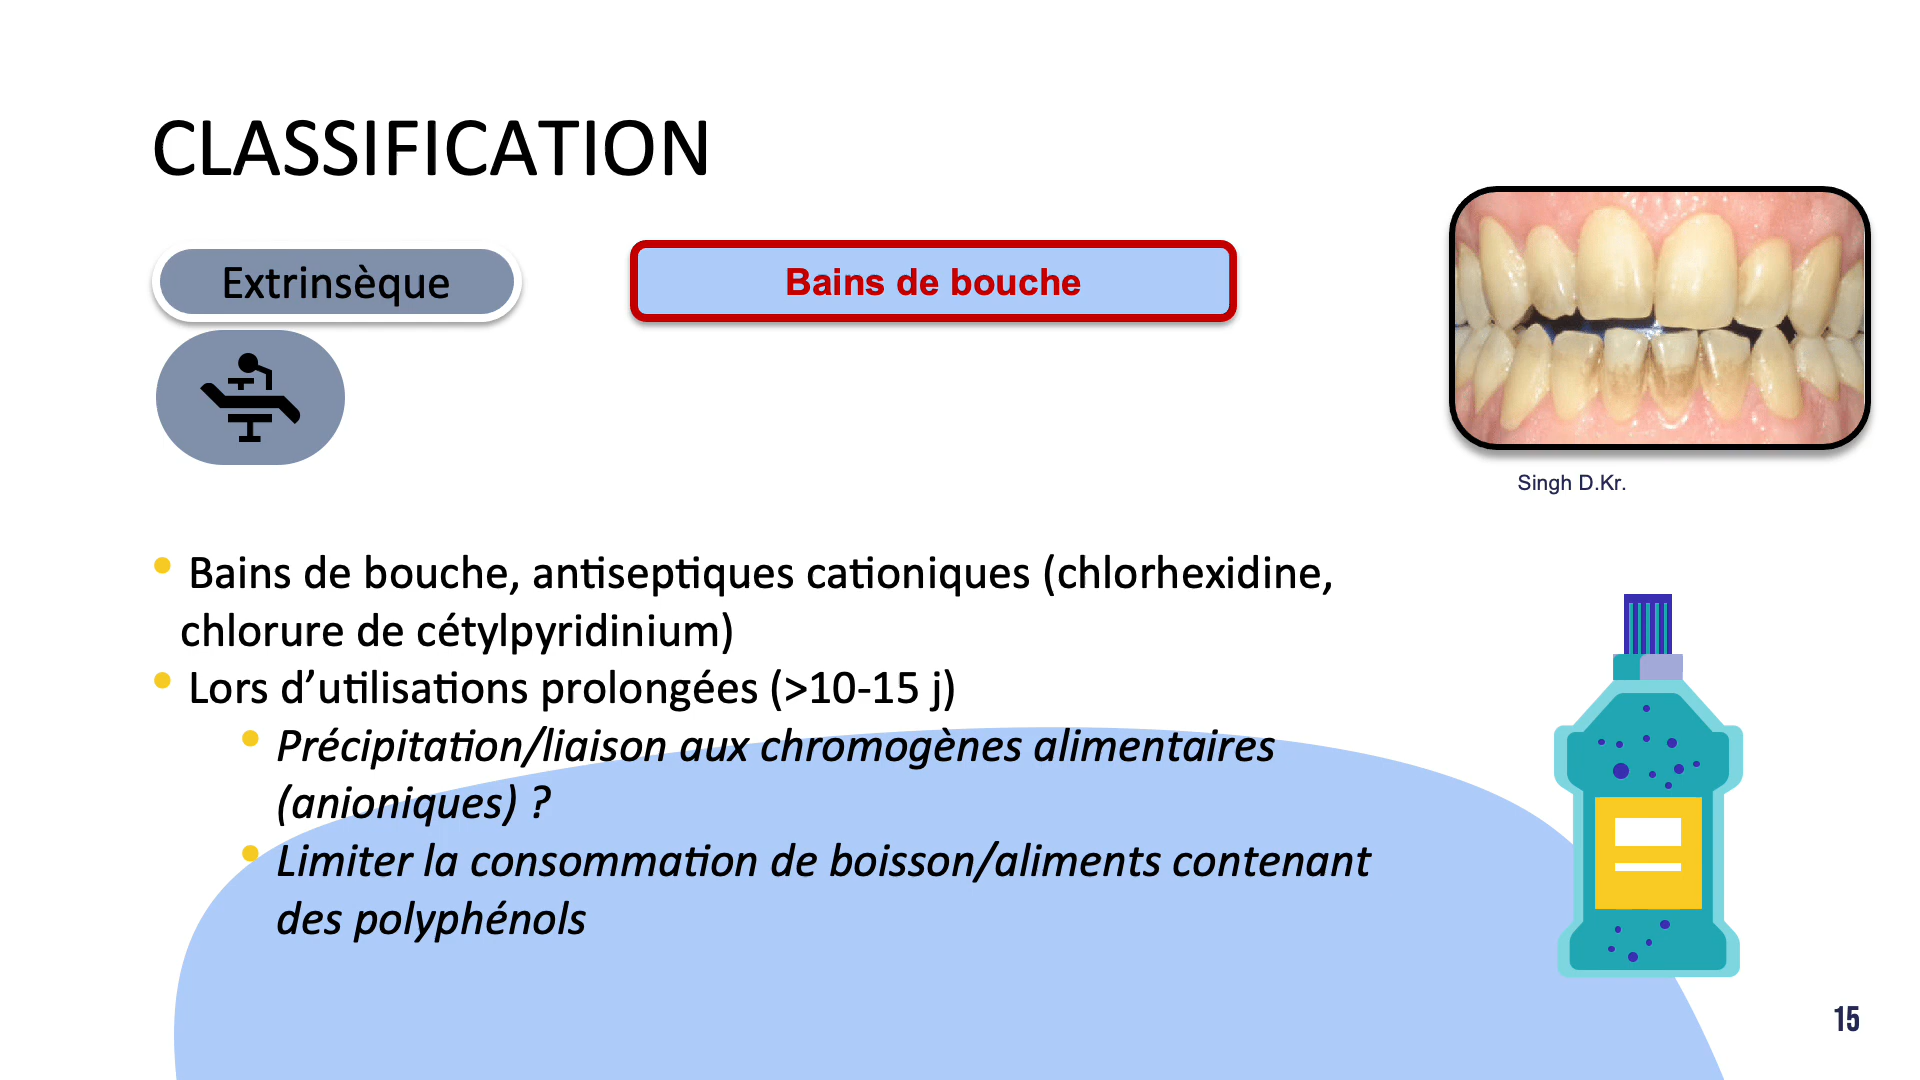 CLASSIFICATION
Extrinsèque
Bains de bouche
Singh D.Kr.
• Bains de bouche, antiseptiques cationiques (chlorhexidine,
chlorure de cétylpyridinium)
• Lors d’utilisations prolongées (>10-15 j)
• Précipitation/liaison aux chromogènes alimentaires
(anioniques) ?
• Limiter la consommation de boisson/aliments contenant
des polyphénols
15